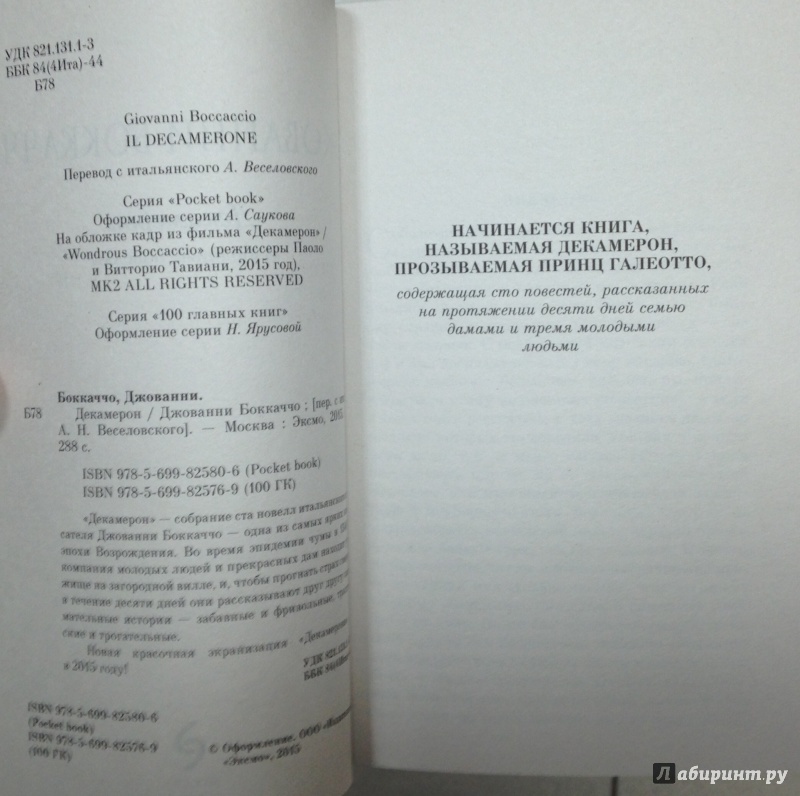 УДК 821.131.1-3
ББК 84(4Ита)-44
Б78
Giovanni Boccaccio
IL DECAMERONE
Перевод с итальянского А. Веселовского
Серия «Pocket book»
Оформление серии А. Саукова
На обложке кадр из фильма «Декамерон» /
«Wondrous Boccaccio» (режиссеры Паоло
и Витторио Тавиани, 2015 год),
MK2 ALL RIGHTS RESERVED
Серия «100 главных книг»
Оформление серии Н. Ярусовой
Боккаччо, Джованни.
Б78 Декамерон / Джованни Боккаччо ; [пер. с
А. Н. Веселовского]. — Москва : Эксмо,
288 с.
ISBN 978-5-699-82580-6 (Pocket book)
ISBN 978-5-699-82576-9 (100 ГК)
«Декамерон» — собрание ста новелл
сателя Джованни Боккаччо — одна из самых ярких
эпохи Возрождения. Во время эпидемии чумы в
компания молодых людей и прекрасных дам
жище на загородной вилле, и, чтобы прогнать
в течение десяти дней они рассказывают друг другу
мательные истории — забавные и фривольные,
ские и трогательные.
Новая красочная экранизация «Декамерона»
в 2015 году!
УДК
ББК
ISBN 978-5-699-82580-6
(Pocket book)
ISBN 978-5-699-82576-9
(100 ГК)
© Оформление. ООО
«Эксмо», 2015
НАЧИНАЕТСЯ КНИГА,
НАЗЫВАЕМАЯ ДЕКАМЕРОН,
ПРОЗЫВАЕМАЯ ПРИНЦ ГАЛЕОТТО,
содержащая сто повестей, рассказанных
на протяжении десяти дней семью
дамами и тремя молодыми
людьми
Лабиринт.ру